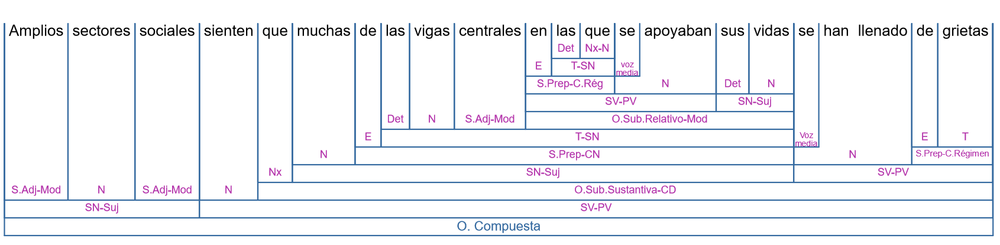 Amplios sectores sociales sienten que muchas de las vigas centrales en las que se apoyaban sus vidas se han llenado de grietas
Det Nx-N
E T-SN voz media
S.Prep-C.Rég N Det N
SV-PV SN-Suj
Det N S.Adj-Mod O.Sub.Relativo-Mod
E T-SN Voz media E T
N S.Prep-CN N S.Prep-C.Régimen
Nx SN-Suj SV-PV
S.Adj-Mod N S.Adj-Mod N O.Sub.Sustantiva-CD
SN-Suj SV-PV
O. Compuesta